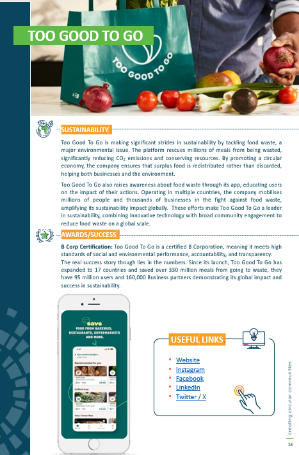 TOO GOOD TO GO
TOO GOOD TO GO
SUSTAINABILITY
Too Good To Go is making significant strides in sustainability by tackling food waste, a
major environmental issue. The platform rescues millions of meals from being wasted,
significantly reducing CO₂ emissions and conserving resources. By promoting a circular
economy, the company ensures that surplus food is redistributed rather than discarded,
helping both businesses and the environment.
Too Good To Go also raises awareness about food waste through its app, educating users
on the impact of their actions. Operating in multiple countries, the company mobilises
millions of people and thousands of businesses in the fight against food waste,
amplifying its sustainability impact globally. These efforts make Too Good To Go a leader
in sustainability, combining innovative technology with broad community engagement to
reduce food waste on a global scale.
AWARDS/SUCCESS
B Corp Certification: Too Good To Go is a certified B Corporation, meaning it meets high
standards of social and environmental performance, accountability, and transparency.
The real success story though lies in the numbers. Since its launch, Too Good To Go has
expanded to 17 countries and saved over 350 million meals from going to waste, they
have 95 million users and 160,000 Business partners demonstrating its global impact and
success in sustainability.
save
FOOD FROM BAKERIES,
RESTAURANTS, SUPERMARKETS
AND MORE.
USEFUL LINKS
• Website
• Instagram
• Facebook
• LinkedIn
• Twitter / X